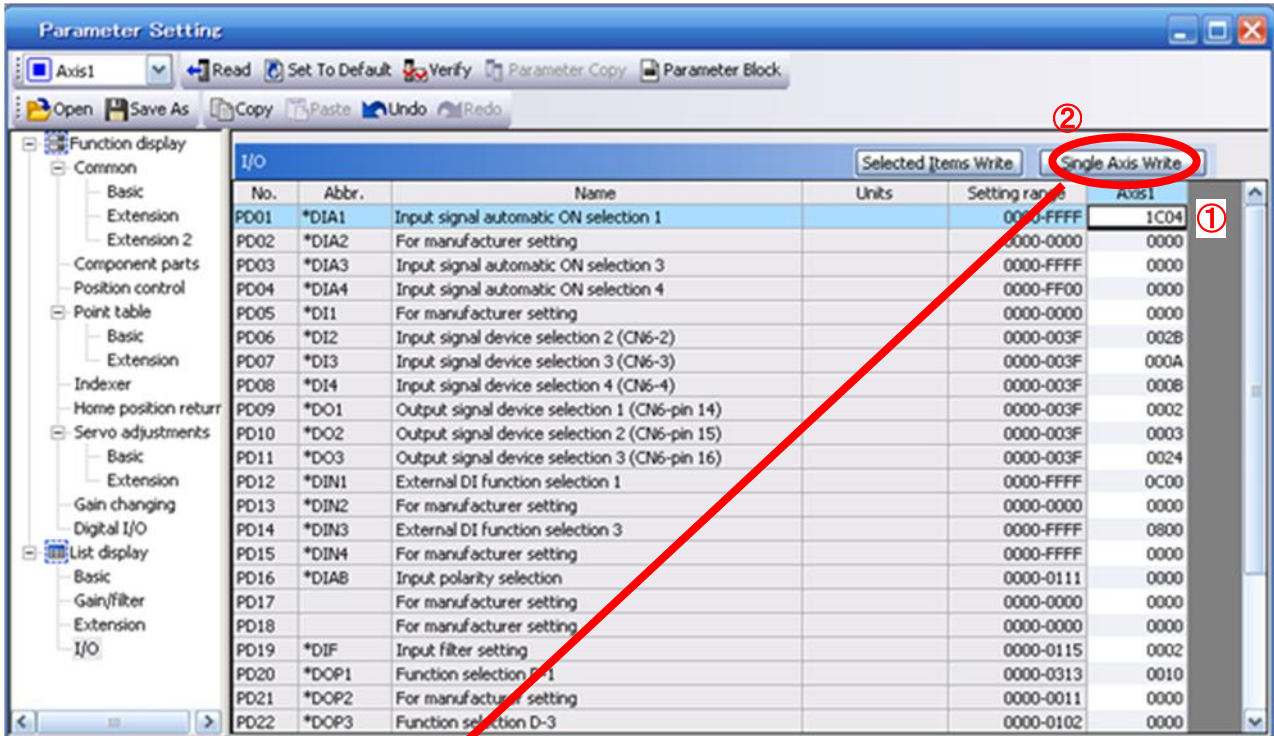 Parameter Setting
Axis1 Read Set To Default Verify Parameter Copy Parameter Block
Open Save As Copy Paste Undo Redo
②
Function display
Common
Basic
Extension
Extension 2
Component parts
Position control
Point table
Basic
Extension
Indexer
Home position returr
Servo adjustments
Basic
Extension
Gain changing
Digital I/O
List display
Basic
Gain/filter
Extension
I/O
I/O Selected Items Write Single Axis Write
No. Abbr. Name Units Setting range Axis1
PD01 *DIA1 Input signal automatic ON selection 1 0000-FFFF 1C04 ①
PD02 *DIA2 For manufacturer setting 0000-0000 0000
PD03 *DIA3 Input signal automatic ON selection 3 0000-FFFF 0000
PD04 *DIA4 Input signal automatic ON selection 4 0000-FF00 0000
PD05 *DI1 For manufacturer setting 0000-0000 0000
PD06 *DI2 Input signal device selection 2 (CN6-2) 0000-003F 002B
PD07 *DI3 Input signal device selection 3 (CN6-3) 0000-003F 000A
PD08 *DI4 Input signal device selection 4 (CN6-4) 0000-003F 000B
PD09 *DO1 Output signal device selection 1 (CN6-pin 14) 0000-003F 0002
PD10 *DO2 Output signal device selection 2 (CN6-pin 15) 0000-003F 0003
PD11 *DO3 Output signal device selection 3 (CN6-pin 16) 0000-003F 0024
PD12 *DIN1 External DI function selection 1 0000-FFFF 0C00
PD13 *DIN2 For manufacturer setting 0000-0000 0000
PD14 *DIN3 External DI function selection 3 0000-FFFF 0800
PD15 *DIN4 For manufacturer setting 0000-FFFF 0000
PD16 *DIAB Input polarity selection 0000-0111 0000
PD17 For manufacturer setting 0000-0000 0000
PD18 For manufacturer setting 0000-0000 0000
PD19 *DIF Input filter setting 0000-0115 0002
PD20 *DOP1 Function selection D-1 0000-0313 0010
PD21 *DOP2 For manufacturer setting 0000-0011 0000
PD22 *DOP3 Function selection D-3 0000-0102 0000